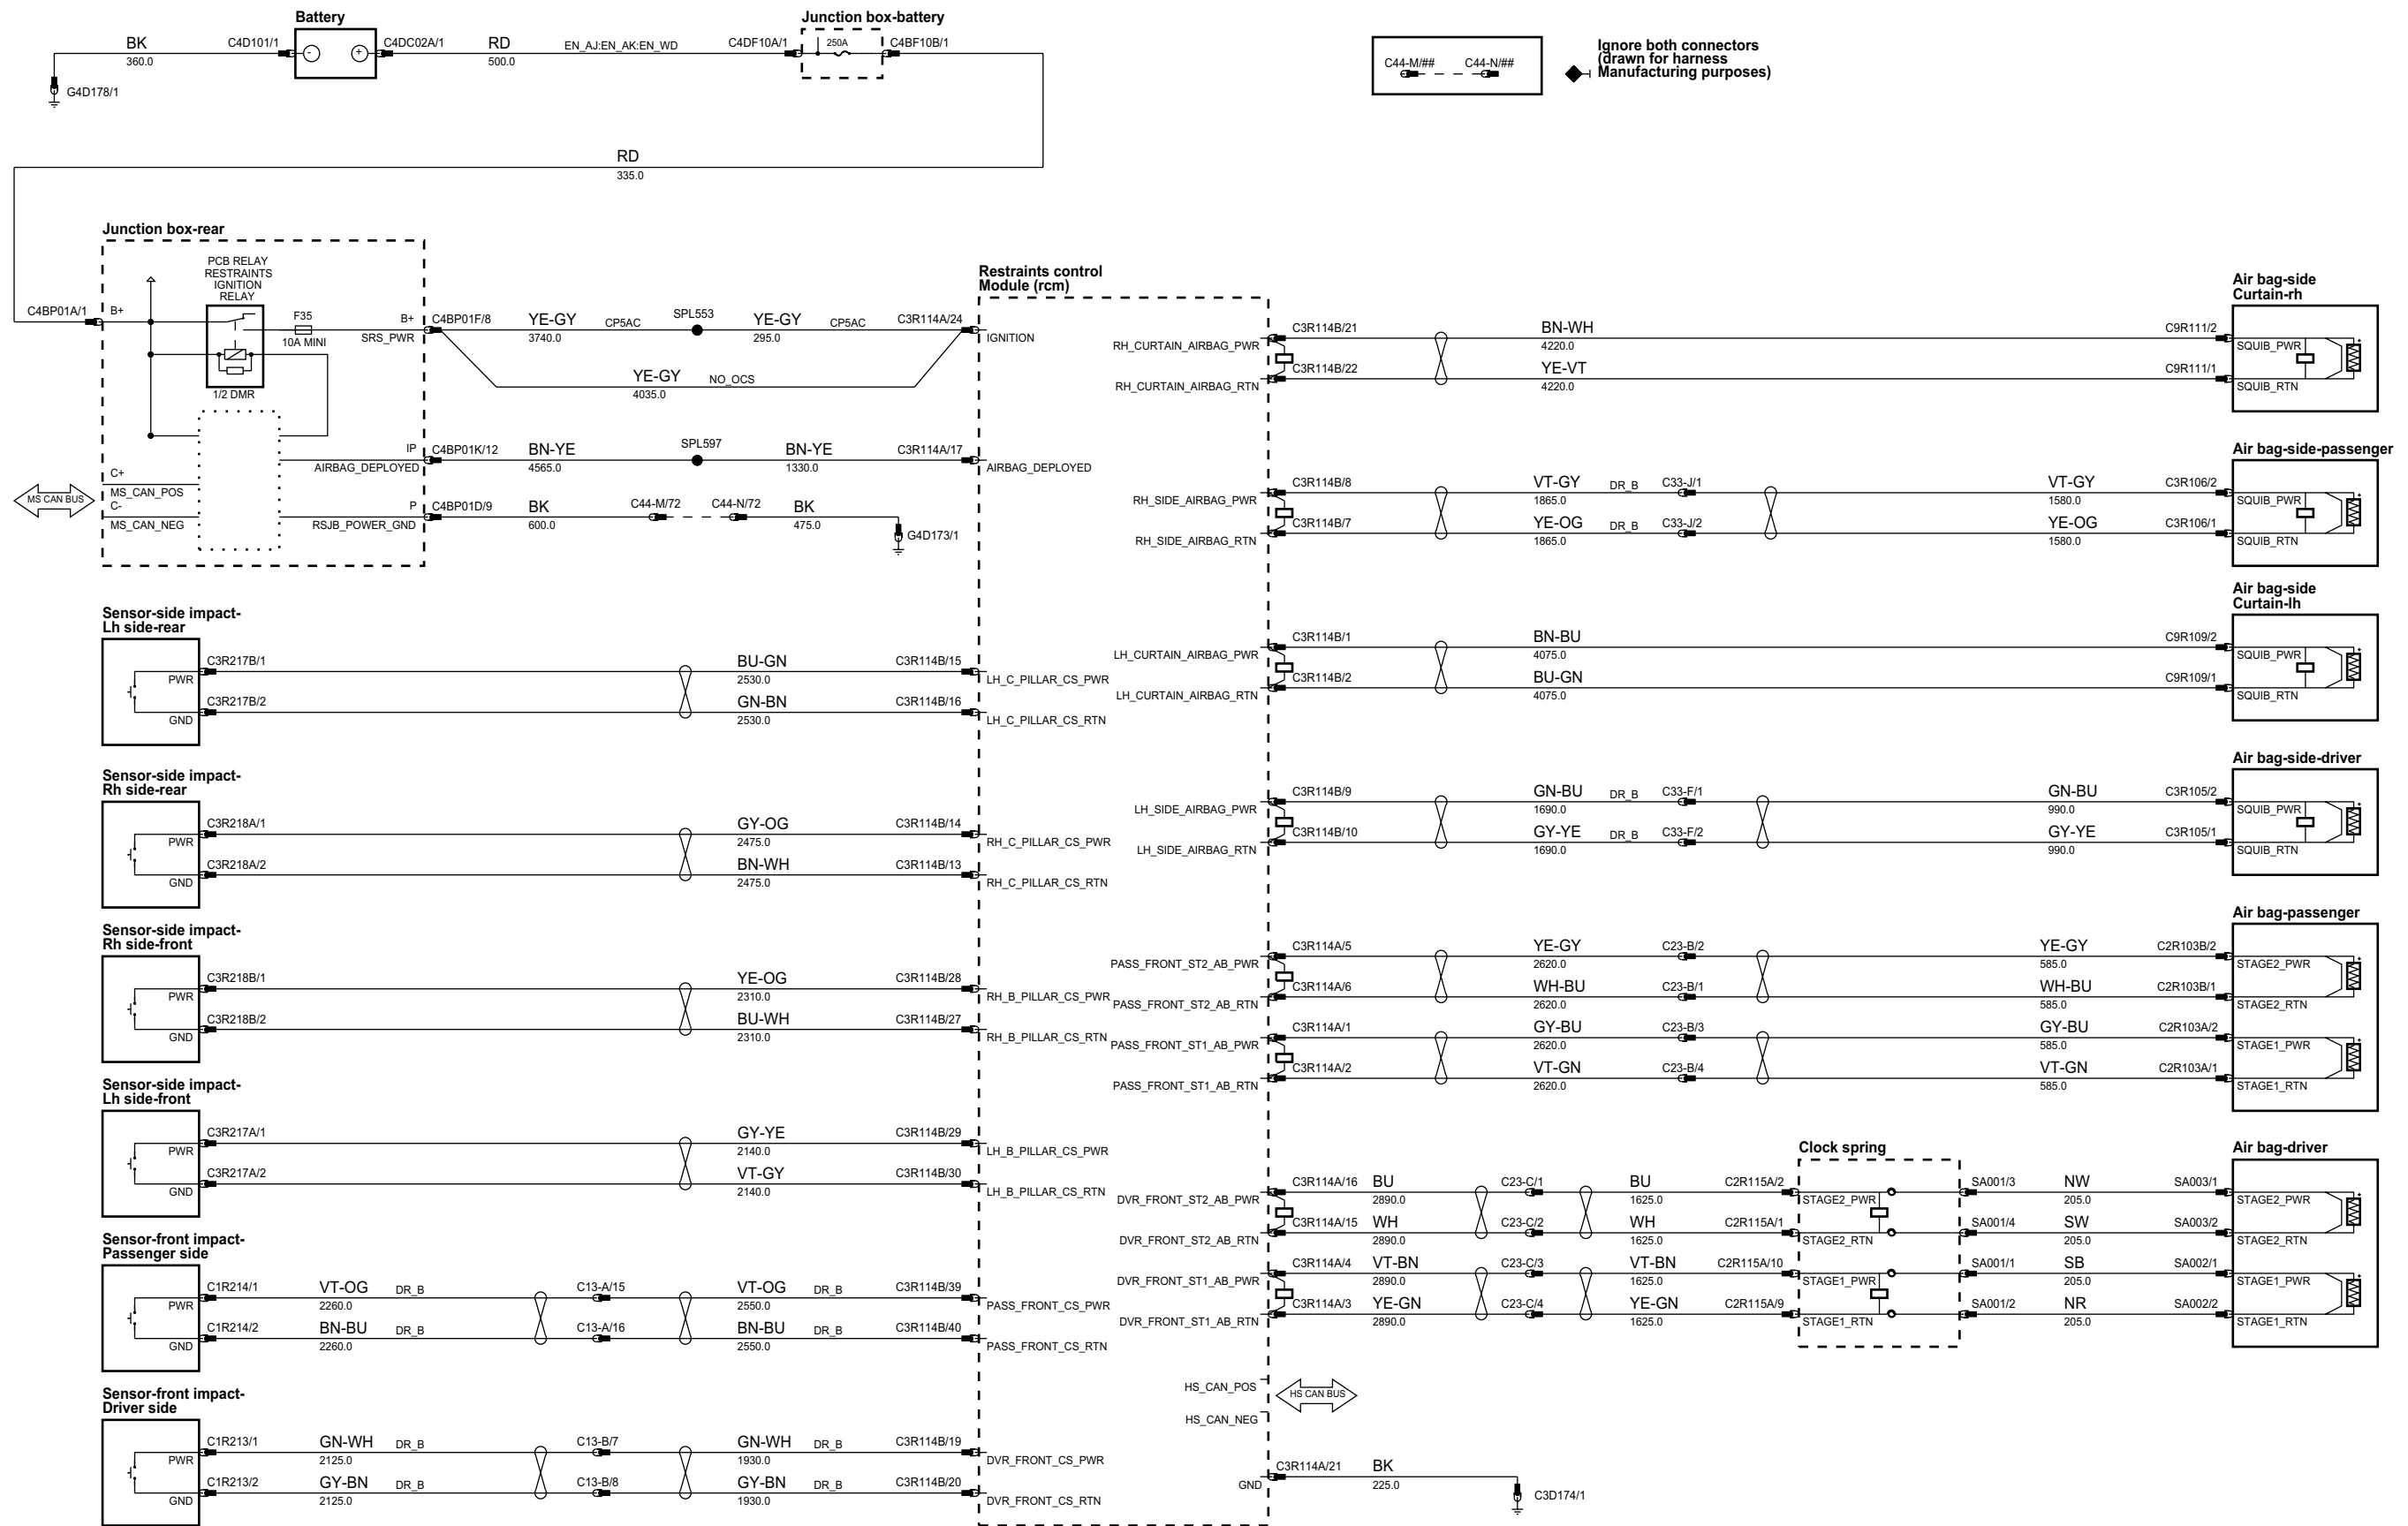 Battery
Junction box-battery
BK
360.0
C4D101/1
-
+
C4DC02A/1
RD
500.0
EN_AJ:EN_AK:EN_WD
C4DF10A/1
250A
C4BF10B/1
G4D178/1
C44-M/##
C44-N/##
Ignore both connectors
(drawn for harness
Manufacturing purposes)
RD
335.0
Junction box-rear
PCB RELAY
RESTRAINTS
IGNITION
RELAY
C4BP01A/1
B+
F35
10A MINI
1/2 DMR
B+
SRS_PWR
C4BP01F/8
YE-GY
3740.0
CP5AC
SPL553
YE-GY
295.0
CP5AC
C3R114A/24
IGNITION
YE-GY
4035.0
NO_OCS
IP
AIRBAG_DEPLOYED
C4BP01K/12
BN-YE
4565.0
SPL597
BN-YE
1330.0
C3R114A/17
AIRBAG_DEPLOYED
MS CAN BUS
C+
MS_CAN_POS
C-
MS_CAN_NEG
P
RSJB_POWER_GND
C4BP01D/9
BK
600.0
C44-M/72
C44-N/72
BK
475.0
G4D173/1
Restraints control
Module (rcm)
Sensor-side impact-
Lh side-rear
PWR
C3R217B/1
BU-GN
2530.0
C3R114B/15
LH_C_PILLAR_CS_PWR
GND
C3R217B/2
GN-BN
2530.0
C3R114B/16
LH_C_PILLAR_CS_RTN
Sensor-side impact-
Rh side-rear
PWR
C3R218A/1
GY-OG
2475.0
C3R114B/14
RH_C_PILLAR_CS_PWR
GND
C3R218A/2
BN-WH
2475.0
C3R114B/13
RH_C_PILLAR_CS_RTN
Sensor-side impact-
Rh side-front
PWR
C3R218B/1
YE-OG
2310.0
C3R114B/28
RH_B_PILLAR_CS_PWR
GND
C3R218B/2
BU-WH
2310.0
C3R114B/27
RH_B_PILLAR_CS_RTN
Sensor-side impact-
Lh side-front
PWR
C3R217A/1
GY-YE
2140.0
C3R114B/29
LH_B_PILLAR_CS_PWR
GND
C3R217A/2
VT-GY
2140.0
C3R114B/30
LH_B_PILLAR_CS_RTN
Sensor-front impact-
Passenger side
PWR
C1R214/1
VT-OG
2260.0
DR_B
C13-A/15
VT-OG
2550.0
DR_B
C3R114B/39
PASS_FRONT_CS_PWR
GND
C1R214/2
BN-BU
2260.0
DR_B
C13-A/16
BN-BU
2550.0
DR_B
C3R114B/40
PASS_FRONT_CS_RTN
Sensor-front impact-
Driver side
PWR
C1R213/1
GN-WH
2125.0
DR_B
C13-B/7
GN-WH
1930.0
DR_B
C3R114B/19
DVR_FRONT_CS_PWR
GND
C1R213/2
GY-BN
2125.0
DR_B
C13-B/8
GY-BN
1930.0
DR_B
C3R114B/20
DVR_FRONT_CS_RTN
Air bag-side
Curtain-rh
RH_CURTAIN_AIRBAG_PWR
C3R114B/21
BN-WH
4220.0
C9R111/2
SQUIB_PWR
RH_CURTAIN_AIRBAG_RTN
C3R114B/22
YE-VT
4220.0
C9R111/1
SQUIB_RTN
Air bag-side-passenger
RH_SIDE_AIRBAG_PWR
C3R114B/8
VT-GY
1865.0
DR_B
C33-J/1
VT-GY
1580.0
C3R106/2
SQUIB_PWR
RH_SIDE_AIRBAG_RTN
C3R114B/7
YE-OG
1865.0
DR_B
C33-J/2
YE-OG
1580.0
C3R106/1
SQUIB_RTN
Air bag-side
Curtain-lh
LH_CURTAIN_AIRBAG_PWR
C3R114B/1
BN-BU
4075.0
C9R109/2
SQUIB_PWR
LH_CURTAIN_AIRBAG_RTN
C3R114B/2
BU-GN
4075.0
C9R109/1
SQUIB_RTN
Air bag-side-driver
LH_SIDE_AIRBAG_PWR
C3R114B/9
GN-BU
1690.0
DR_B
C33-F/1
GN-BU
990.0
C3R105/2
SQUIB_PWR
LH_SIDE_AIRBAG_RTN
C3R114B/10
GY-YE
1690.0
DR_B
C33-F/2
GY-YE
990.0
C3R105/1
SQUIB_RTN
Air bag-passenger
PASS_FRONT_ST2_AB_PWR
C3R114A/5
YE-GY
2620.0
C23-B/2
YE-GY
585.0
C2R103B/2
STAGE2_PWR
PASS_FRONT_ST2_AB_RTN
C3R114A/6
WH-BU
2620.0
C23-B/1
WH-BU
585.0
C2R103B/1
STAGE2_RTN
PASS_FRONT_ST1_AB_PWR
C3R114A/1
GY-BU
2620.0
C23-B/3
GY-BU
585.0
C2R103A/2
STAGE1_PWR
PASS_FRONT_ST1_AB_RTN
C3R114A/2
VT-GN
2620.0
C23-B/4
VT-GN
585.0
C2R103A/1
STAGE1_RTN
Clock spring
Air bag-driver
DVR_FRONT_ST2_AB_PWR
C3R114A/16
BU
2890.0
C23-C/1
BU
1625.0
C2R115A/2
STAGE2_PWR
SA001/3
NW
205.0
SA003/1
STAGE2_PWR
DVR_FRONT_ST2_AB_RTN
C3R114A/15
WH
2890.0
C23-C/2
WH
1625.0
C2R115A/1
STAGE2_RTN
SA001/4
SW
205.0
SA003/2
STAGE2_RTN
DVR_FRONT_ST1_AB_PWR
C3R114A/4
VT-BN
2890.0
C23-C/3
VT-BN
1625.0
C2R115A/10
STAGE1_PWR
SA001/1
SB
205.0
SA002/1
STAGE1_PWR
DVR_FRONT_ST1_AB_RTN
C3R114A/3
YE-GN
2890.0
C23-C/4
YE-GN
1625.0
C2R115A/9
STAGE1_RTN
SA001/2
NR
205.0
SA002/2
STAGE1_RTN
HS_CAN_POS
HS CAN BUS
HS_CAN_NEG
GND
C3R114A/21
BK
225.0
C3D174/1